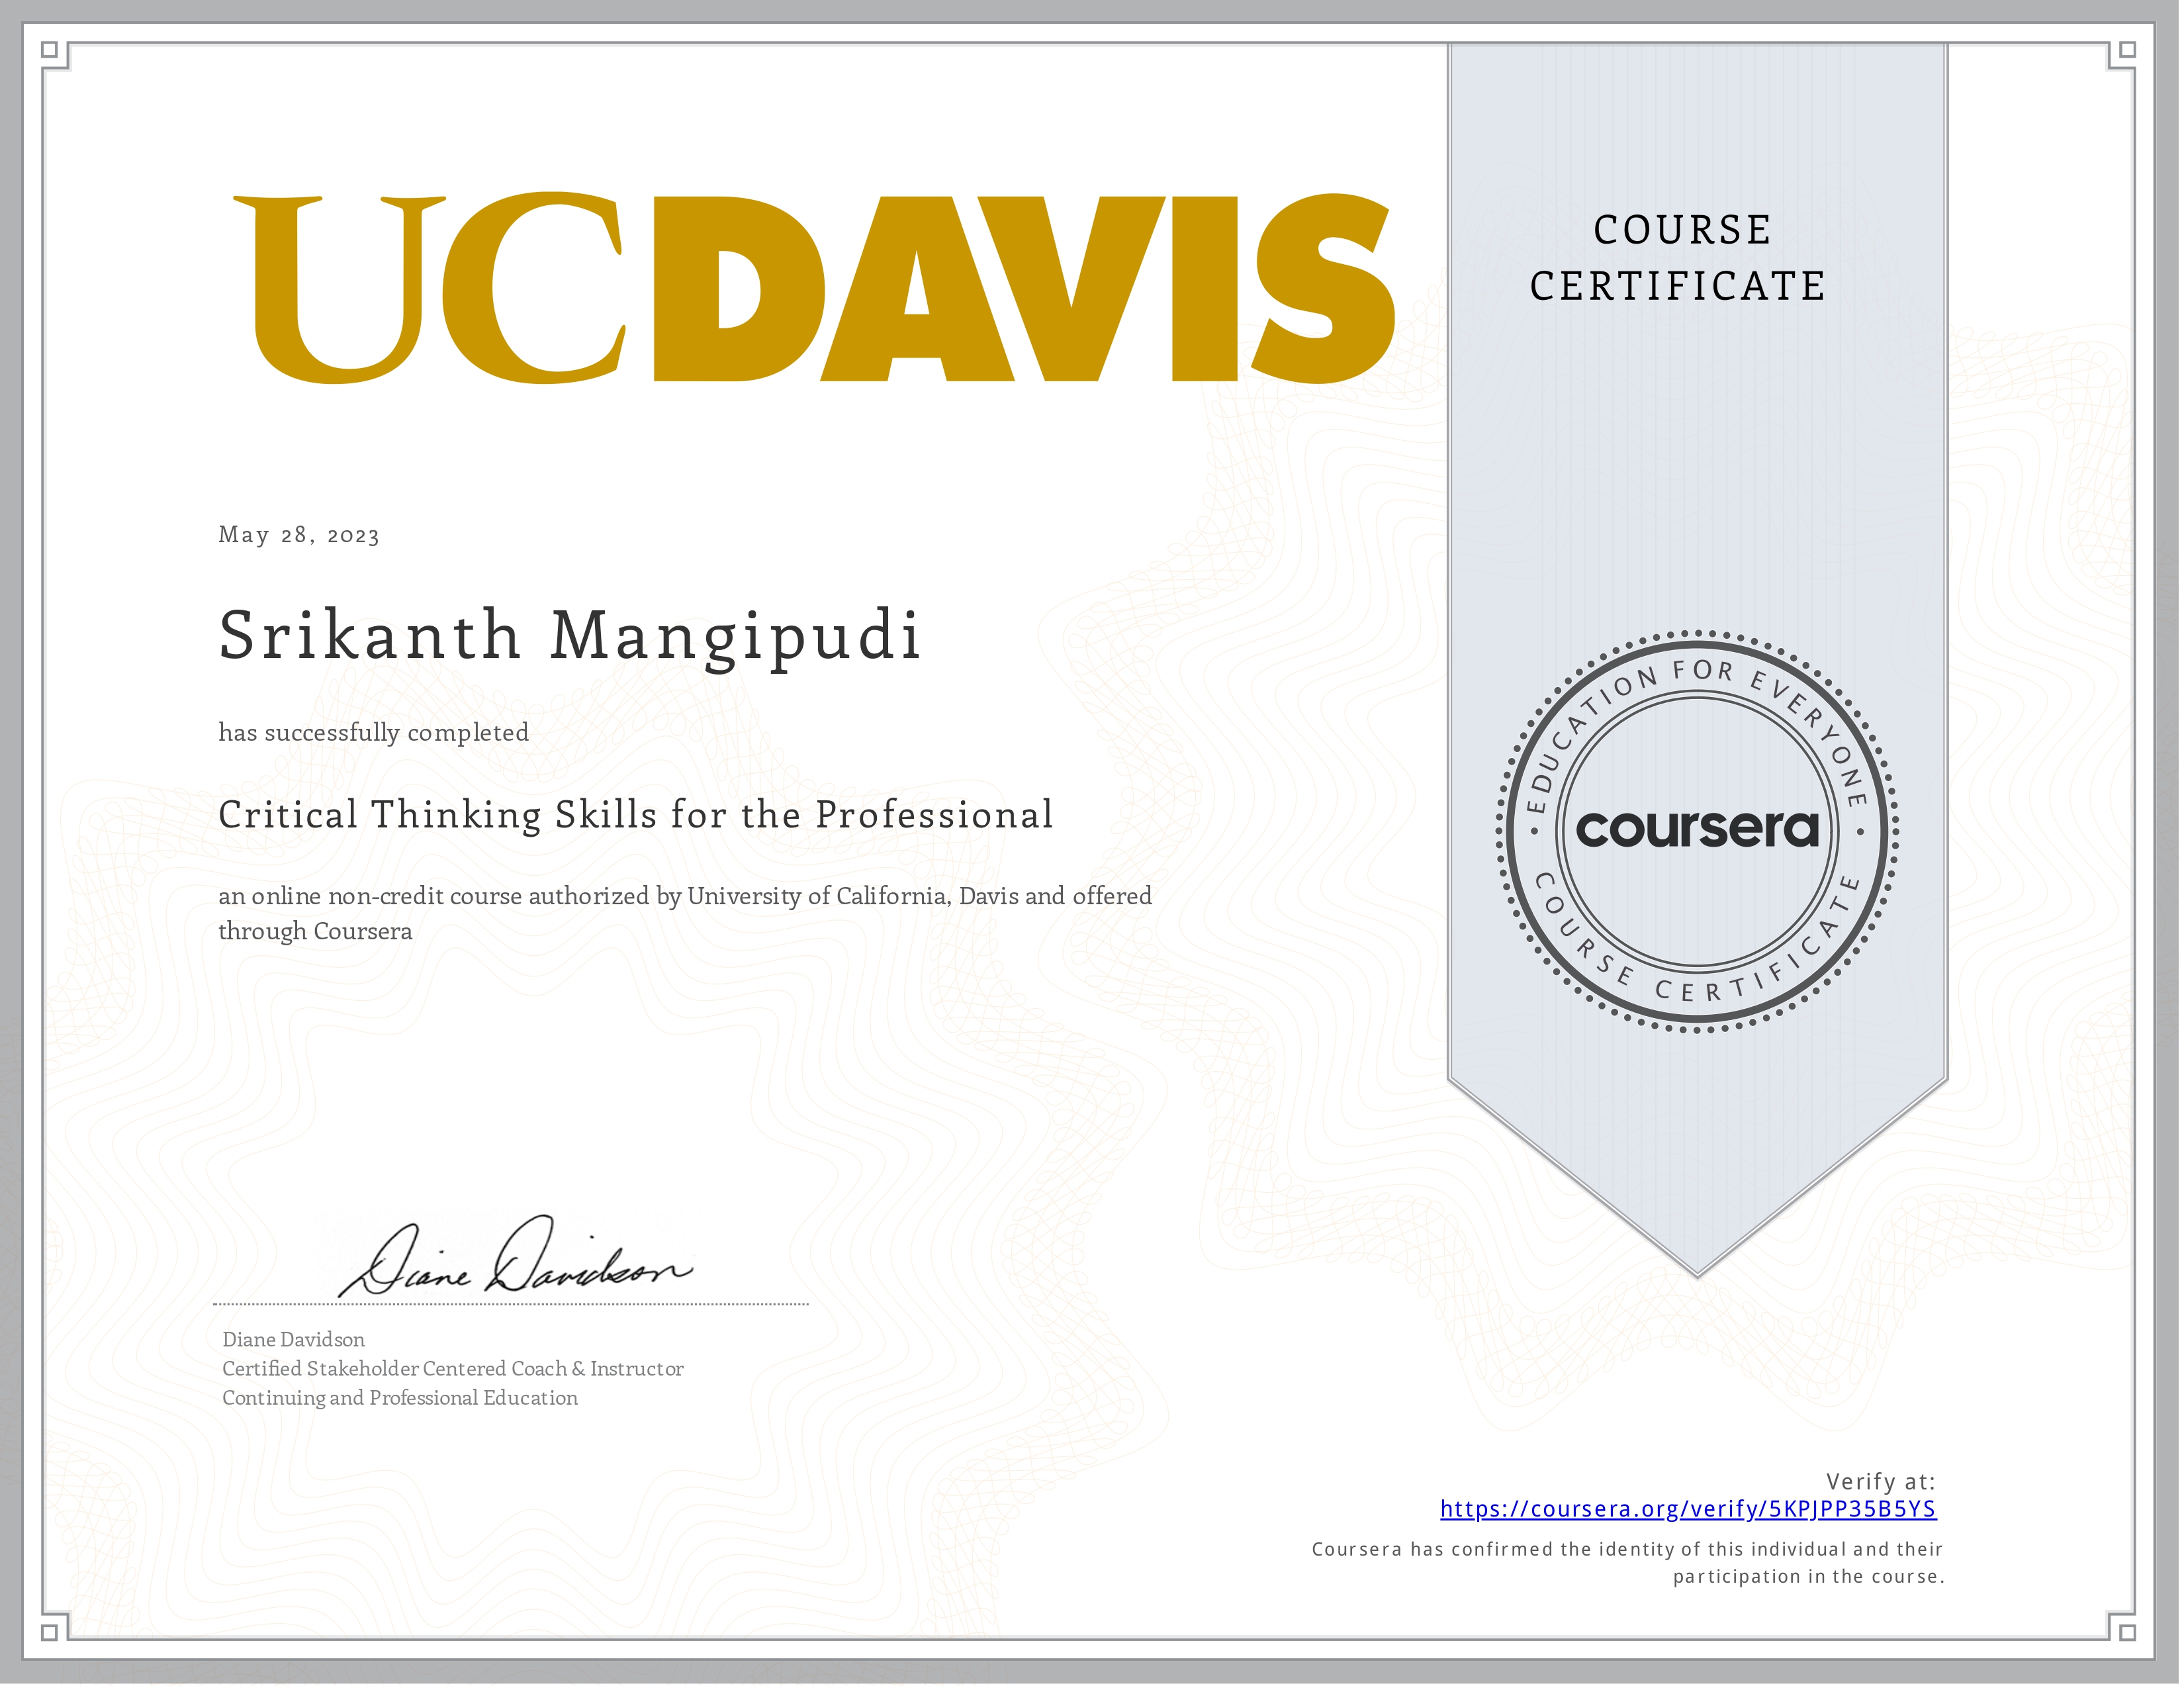 UCDAVIS
COURSE
CERTIFICATE
May 28, 2023
Srikanth Mangipudi
has successfully completed
Critical Thinking Skills for the Professional
an online non-credit course authorized by University of California, Davis and offered
through Coursera
EDUCATION FOR EVERYONE
coursera
COURSE CERTIFICATE
Diane Davidson
Diane Davidson
Certified Stakeholder Centered Coach & Instructor
Continuing and Professional Education
Verify at:
https://coursera.org/verify/5KPJPP35B5YS
Coursera has confirmed the identity of this individual and their
participation in the course.